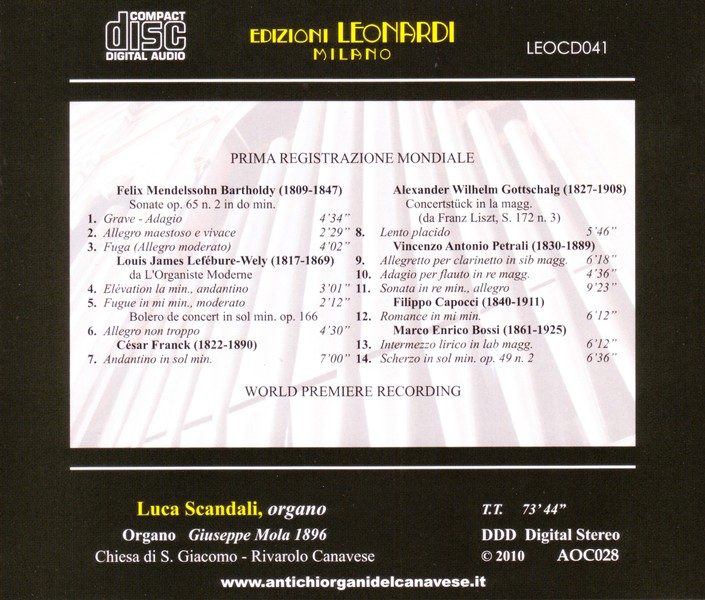 COMPACT
disc
DIGITAL AUDIO
EDIZIONI LEONARDI
MILANO
LEOCD041
PRIMA REGISTRAZIONE MONDIALE
Felix Mendelssohn Bartholdy (1809-1847)
Sonate op. 65 n. 2 in do min.
1. Grave - Adagio 4'34"
2. Allegro maestoso e vivace 2'29"
3. Fuga (Allegro moderato) 4'02"
Louis James Lefébure-Wely (1817-1869)
da L'Organiste Moderne
4. Elévation la min., andantino 3'01"
5. Fugue in mi min., moderato 2'12"
Bolero de concert in sol min. op. 166
6. Allegro non troppo 4'30"
César Franck (1822-1890)
7. Andantino in sol min. 7'00"
Alexander Wilhelm Gottschalg (1827-1908)
Concertstück in la magg.
(da Franz Liszt, S. 172 n. 3)
8. Lento placido 5'46"
Vincenzo Antonio Petrali (1830-1889)
9. Allegretto per clarinetto in sib magg. 6'18"
10. Adagio per flauto in re magg. 4'36"
11. Sonata in re min., allegro 9'23"
Filippo Capocci (1840-1911)
12. Romance in mi min. 6'12"
Marco Enrico Bossi (1861-1925)
13. Intermezzo lirico in lab magg. 6'12"
14. Scherzo in sol min. op. 49 n. 2 6'36"
WORLD PREMIERE RECORDING
Luca Scandali, organo
Organo Giuseppe Mola 1896
Chiesa di S. Giacomo - Rivarolo Canavese
T.T. 73'44"
DDD Digital Stereo
© 2010 AOC028
www.antichiorganidelcanavese.it